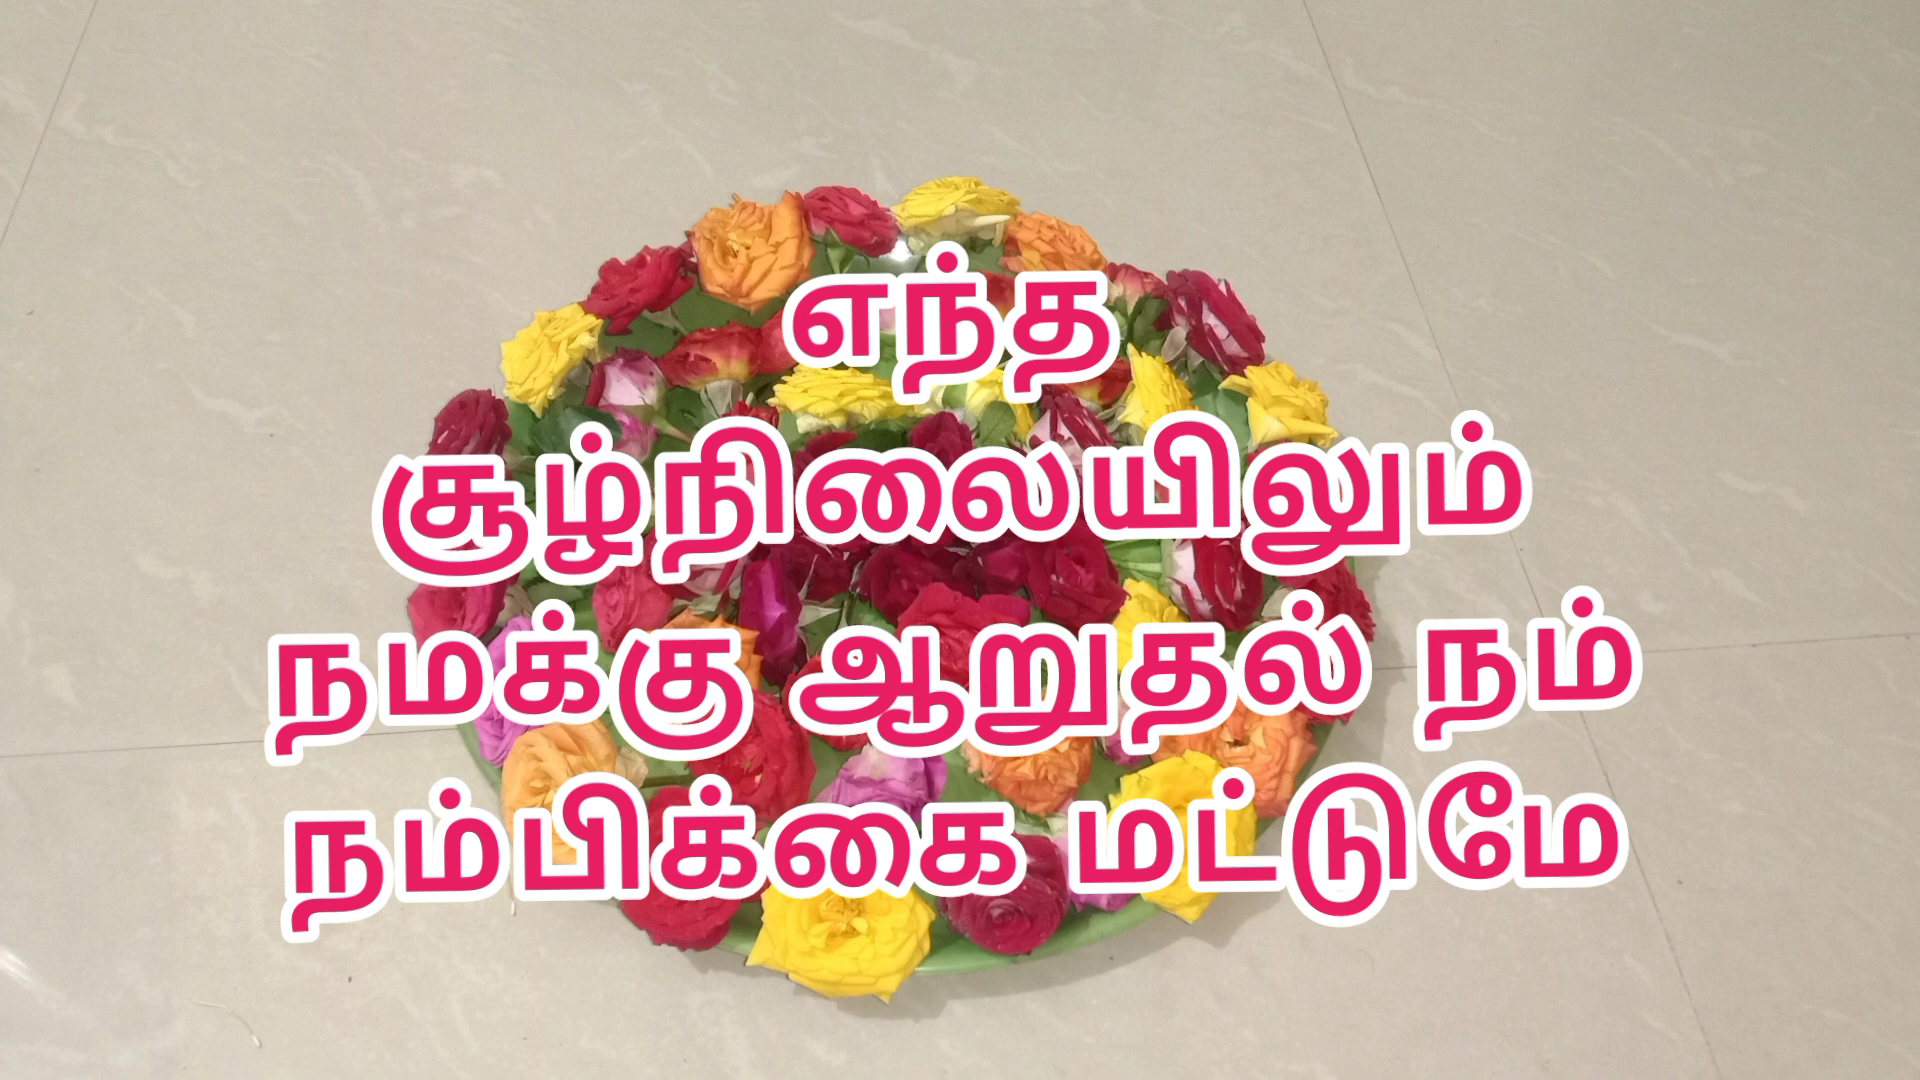 எந்த
சூழ்நிலையிலும்
நமக்கு ஆறுதல் நம்
நம்பிக்கை மட்டுமே